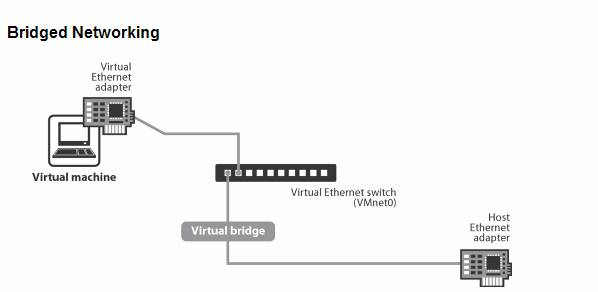 Bridged Networking
Virtual
Ethernet
adapter
Virtual machine
Virtual Ethernet switch
(VMnet0)
Virtual bridge
Host
Ethernet
adapter